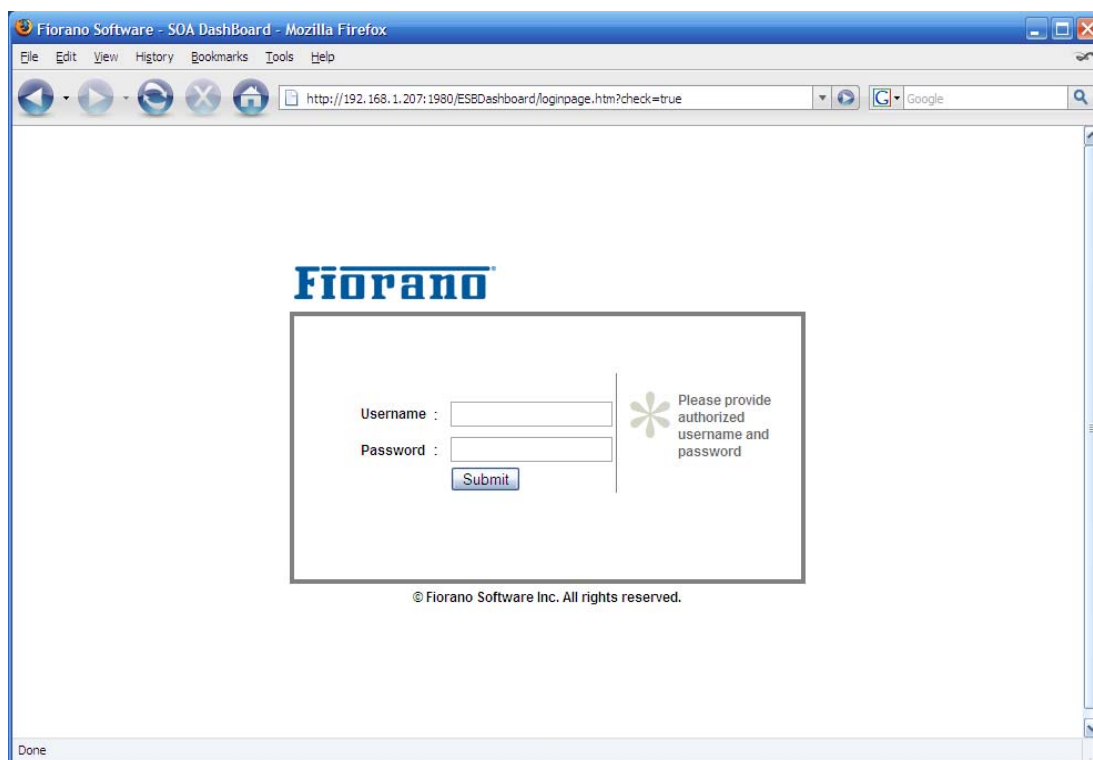 Fiorano Software - SOA DashBoard - Mozilla Firefox
File Edit View History Bookmarks Tools Help
http://192.168.1.207:1980/ESBDashboard/loginpage.htm?check=true
G Google
Fiorano
Please provide
Username :
authorized
username and
Password :
password
Submit
© Fiorano Software Inc. All rights reserved.
Done